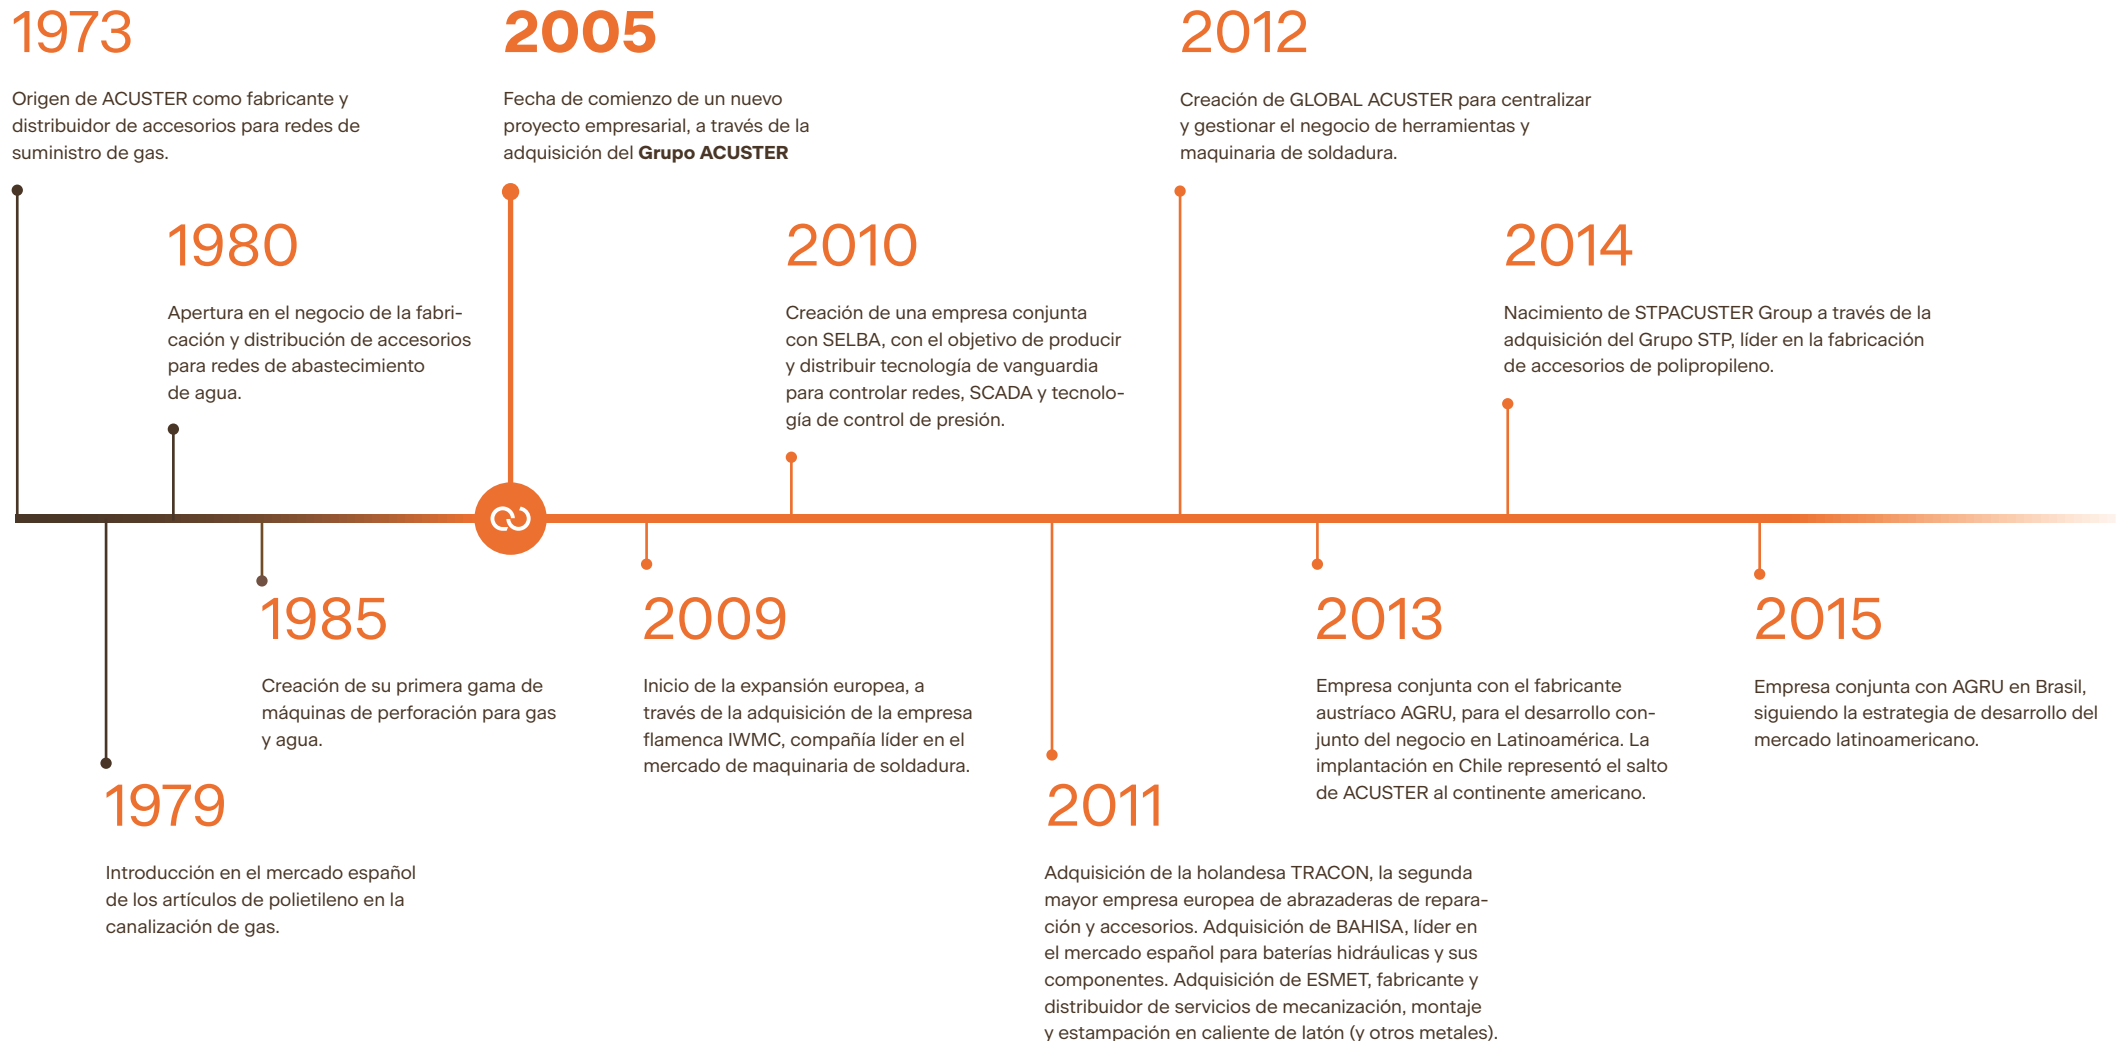 1973
Origen de ACUSTER como fabricante y
distribuidor de accesorios para redes de
suministro de gas.
2005
Fecha de comienzo de un nuevo
proyecto empresarial, a través de la
adquisición del Grupo ACUSTER
2012
Creación de GLOBAL ACUSTER para centralizar
y gestionar el negocio de herramientas y
maquinaria de soldadura.
1980
Apertura en el negocio de la fabri-
cación y distribución de accesorios
para redes de abastecimiento
de agua.
2010
Creación de una empresa conjunta
con SELBA, con el objetivo de producir
y distribuir tecnología de vanguardia
para controlar redes, SCADA y tecnolo-
gía de control de presión.
2014
Nacimiento de STPACUSTER Group a través de la
adquisición del Grupo STP, líder en la fabricación
de accesorios de polipropileno.
1985
Creación de su primera gama de
máquinas de perforación para gas
y agua.
2009
Inicio de la expansión europea, a
través de la adquisición de la empresa
flamenca IWMC, compañía líder en el
mercado de maquinaria de soldadura.
2013
Empresa conjunta con el fabricante
austríaco AGRU, para el desarrollo con-
junto del negocio en Latinoamérica. La
implantación en Chile representó el salto
de ACUSTER al continente americano.
2015
Empresa conjunta con AGRU en Brasil,
siguiendo la estrategia de desarrollo del
mercado latinoamericano.
1979
Introducción en el mercado español
de los artículos de polietileno en la
canalización de gas.
2011
Adquisición de la holandesa TRACON, la segunda
mayor empresa europea de abrazaderas de repara-
ción y accesorios. Adquisición de BAHISA, líder en
el mercado español para baterías hidráulicas y sus
componentes. Adquisición de ESMET, fabricante y
distribuidor de servicios de mecanización, montaje
y estampación en caliente de latón (y otros metales).